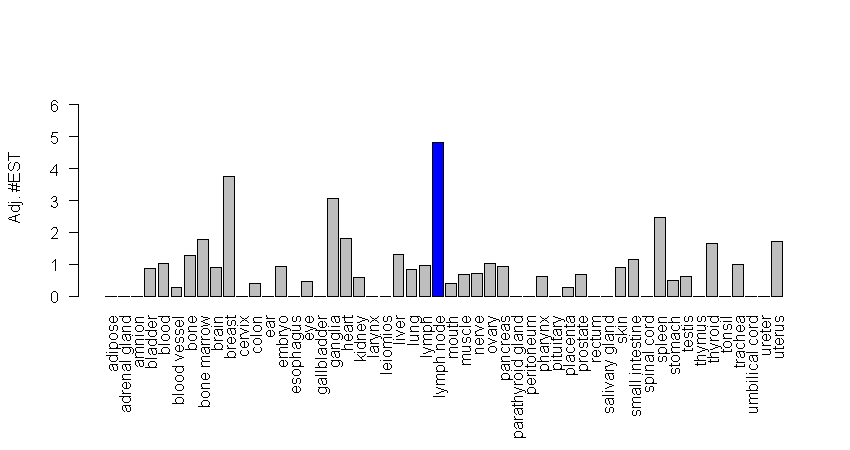 Adj. #EST
6
5
4
3
2
1
0
adipose
adrenal gland
amnion
bladder
blood
blood vessel
bone
bone marrow
brain
breast
cervix
colon
ear
embryo
esophagus
eye
gallbladder
ganglia
heart
kidney
larynx
leiomios
liver
lung
lymph
lymph node
mouth
muscle
nerve
ovary
pancreas
parathyroid gland
peritoneum
pharynx
pituitary
placenta
prostate
rectum
salivary gland
skin
small intestine
spinal cord
spleen
stomach
testis
thymus
thyroid
tonsil
trachea
umbilical cord
ureter
uterus